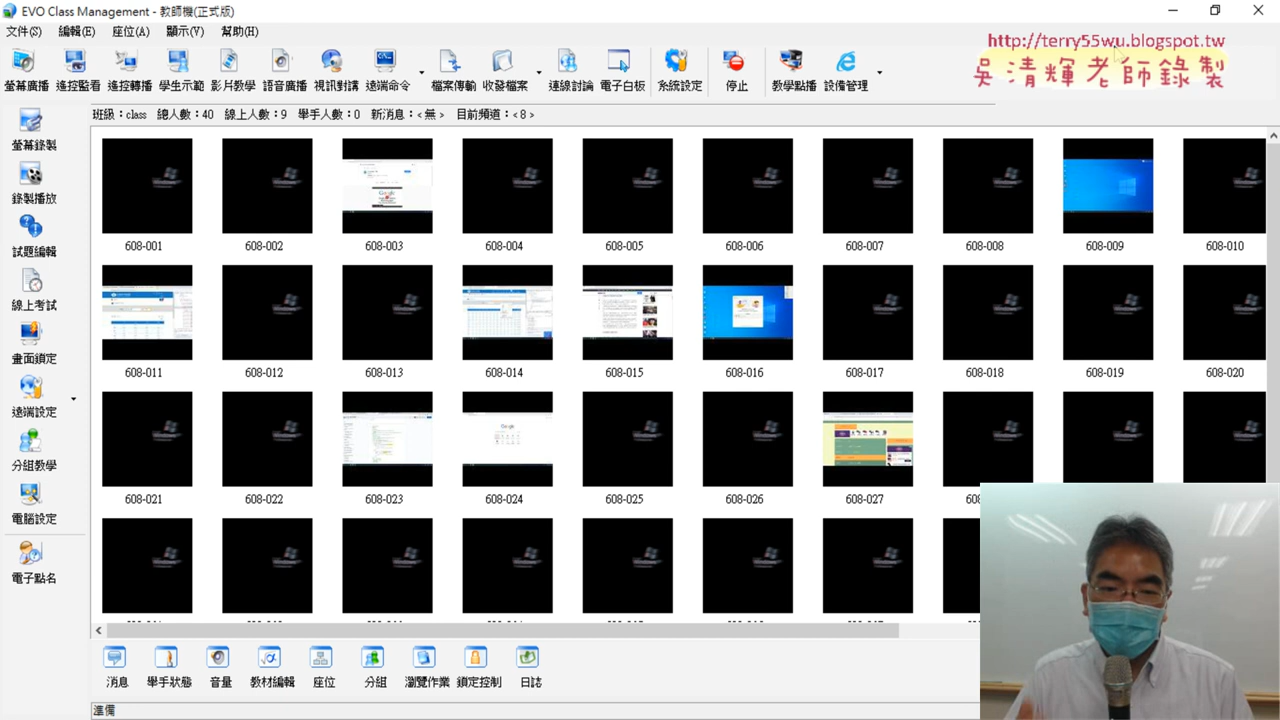 EVO Class Management - 教師機(正式版)
文件(S) 編輯(E) 座位(A) 顯示(V) 幫助(H)
http://terry55wu.blogspot.tw
吳清輝老師錄製
螢幕廣播 遙控監看 遙控轉播 學生示範 影片教學 語音廣播 視訊對講 遠端命令 檔案傳輸 收發檔案 連線討論 電子白板 系統設定 停止 教學點播 設備管理
班級：class 總人數：40 線上人數：9 舉手人數：0 新消息：< 無 > 目前頻道：< 8 >
螢幕錄製
錄製播放
試題編輯
線上考試
畫面鎖定
遠端設定
分組教學
電腦設定
電子點名
608-001 608-002 608-003 608-004 608-005 608-006 608-007 608-008 608-009 608-010
608-011 608-012 608-013 608-014 608-015 608-016 608-017 608-018 608-019 608-020
608-021 608-022 608-023 608-024 608-025 608-026 608-027
消息 舉手狀態 音量 教材編輯 座位 分組 瀏覽作業 鎖定控制 日誌
準備